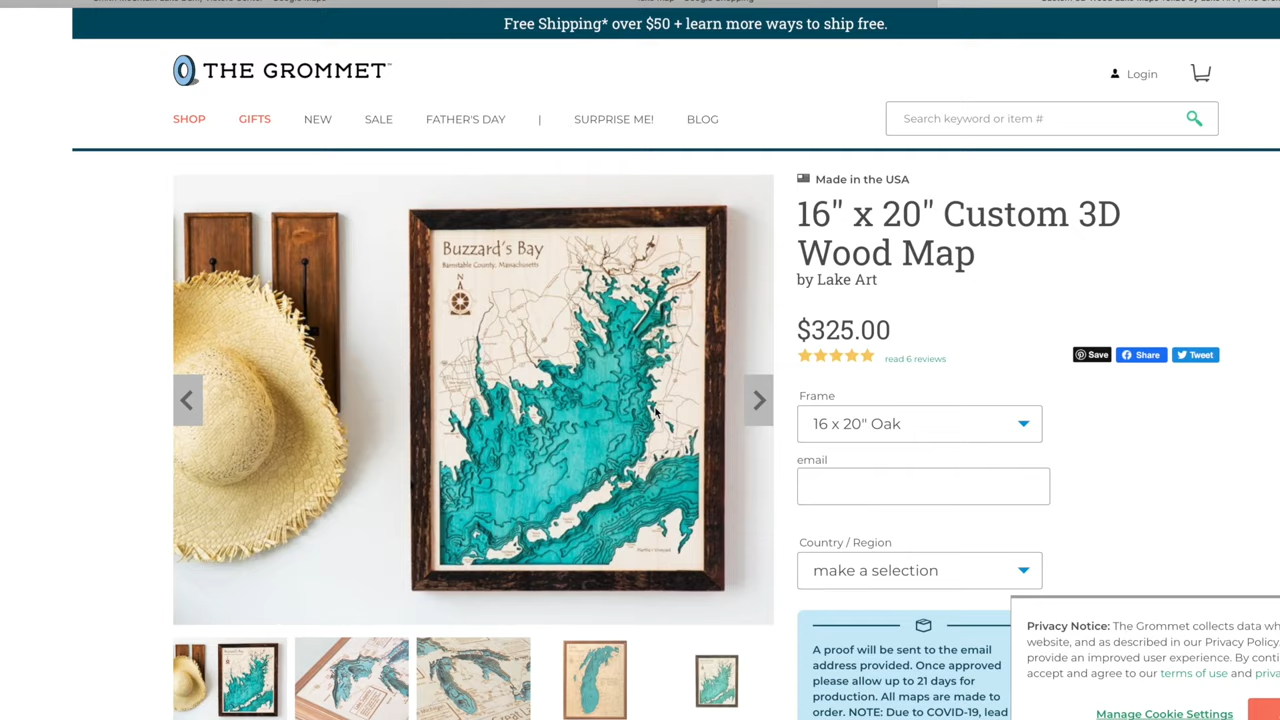 Free Shipping* over $50 + learn more ways to ship free.
THE GROMMET™
Login
SHOP GIFTS NEW SALE FATHER'S DAY | SURPRISE ME! BLOG
Search keyword or item #
Buzzard's Bay
Barnstable County, Massachusetts
N
Made in the USA
16" x 20" Custom 3D
Wood Map
by Lake Art
$325.00
read 6 reviews
Save
Share
Tweet
Frame
16 x 20" Oak
email
Country / Region
make a selection
A proof will be sent to the email
address provided. Once approved
please allow up to 21 days for
production. All maps are made to
order. NOTE: Due to COVID-19, lead
Privacy Notice: The Grommet collects data
website, and as described in our Privacy Policy
provide an improved user experience. By
accept and agree to our terms of use and
Manage Cookie Settings